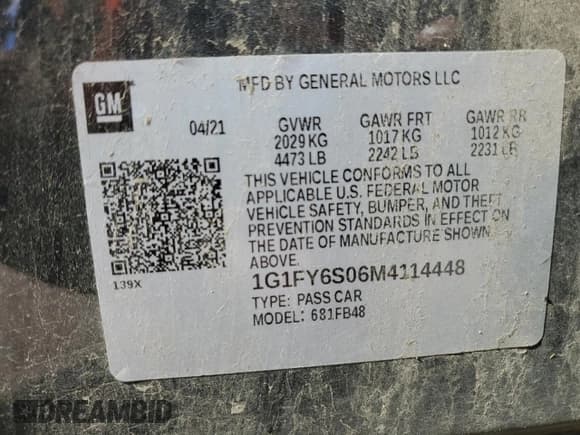 MFD BY GENERAL MOTORS LLC
GM
04/21 GVWR GAWR FRT GAWR RR
2029 KG 1017 KG 1012 KG
4473 LB 2242 LB 2231 LB
THIS VEHICLE CONFORMS TO ALL
APPLICABLE U.S. FEDERAL MOTOR
VEHICLE SAFETY, BUMPER, AND THEFT
PREVENTION STANDARDS IN EFFECT ON
THE DATE OF MANUFACTURE SHOWN
ABOVE.
139X
1G1FY6S06M4114448
TYPE: PASS CAR
MODEL: 681FB48
DREAMBID